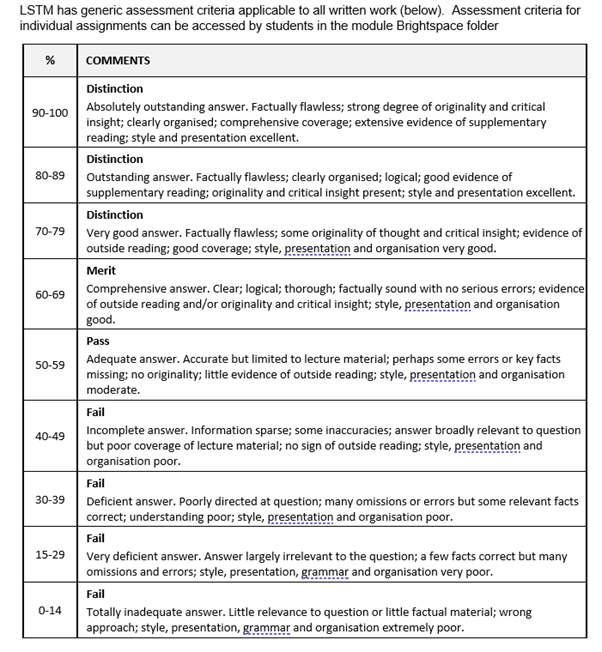 LSTM has generic assessment criteria applicable to all written work (below).  Assessment criteria for
individual assignments can be accessed by students in the module Brightspace folder
% COMMENTS
90-100
Distinction
Absolutely outstanding answer. Factually flawless; strong degree of originality and critical
insight; clearly organised; comprehensive coverage; extensive evidence of supplementary
reading; style and presentation excellent.
80-89
Distinction
Outstanding answer. Factually flawless; clearly organised; logical; good evidence of
supplementary reading; originality and critical insight present; style and presentation excellent.
70-79
Distinction
Very good answer. Factually flawless; some originality of thought and critical insight; evidence of
outside reading; good coverage; style, presentation and organisation very good.
60-69
Merit
Comprehensive answer. Clear; logical; thorough; factually sound with no serious errors; evidence
of outside reading and/or originality and critical insight; style, presentation and organisation
good.
50-59
Pass
Adequate answer. Accurate but limited to lecture material; perhaps some errors or key facts
missing; no originality; little evidence of outside reading; style, presentation and organisation
moderate.
40-49
Fail
Incomplete answer. Information sparse; some inaccuracies; answer broadly relevant to question
but poor coverage of lecture material; no sign of outside reading; style, presentation and
organisation poor.
30-39
Fail
Deficient answer. Poorly directed at question; many omissions or errors but some relevant facts
correct; understanding poor; style, presentation and organisation poor.
15-29
Fail
Very deficient answer. Answer largely irrelevant to the question; a few facts correct but many
omissions and errors; style, presentation, grammar and organisation very poor.
0-14
Fail
Totally inadequate answer. Little relevance to question or little factual material; wrong
approach; style, presentation, grammar and organisation extremely poor.